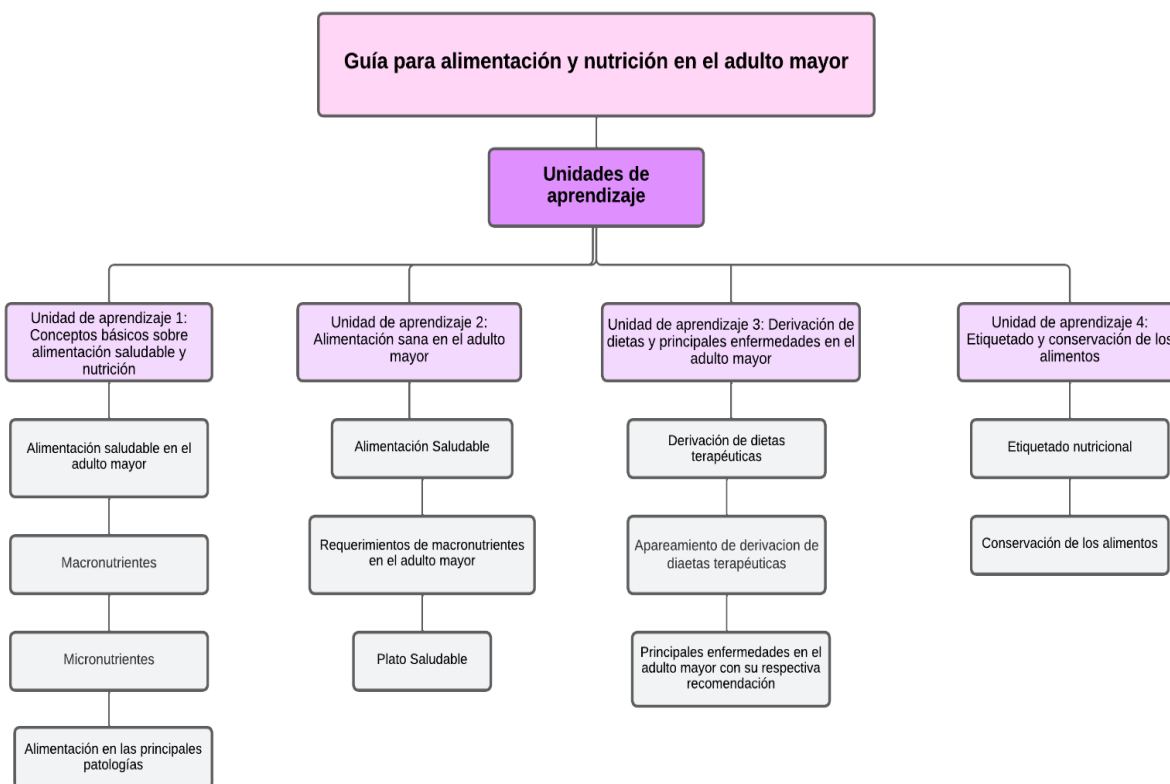 Guía para alimentación y nutrición en el adulto mayor
Unidades de
aprendizaje
Unidad de aprendizaje 1:
Conceptos básicos sobre
alimentación saludable y
nutrición
Alimentación saludable en el
adulto mayor
Macronutrientes
Micronutrientes
Alimentación en las principales
patologías
Unidad de aprendizaje 2:
Alimentación sana en el adulto
mayor
Alimentación Saludable
Requerimientos de macronutrientes
en el adulto mayor
Plato Saludable
Unidad de aprendizaje 3: Derivación de
dietas y principales enfermedades en el
adulto mayor
Derivación de dietas
terapéuticas
Apareamiento de derivacion de
diaetas terapéuticas
Principales enfermedades en el
adulto mayor con su respectiva
recomendación
Unidad de aprendizaje 4:
Etiquetado y conservación de los
alimentos
Etiquetado nutricional
Conservación de los alimentos